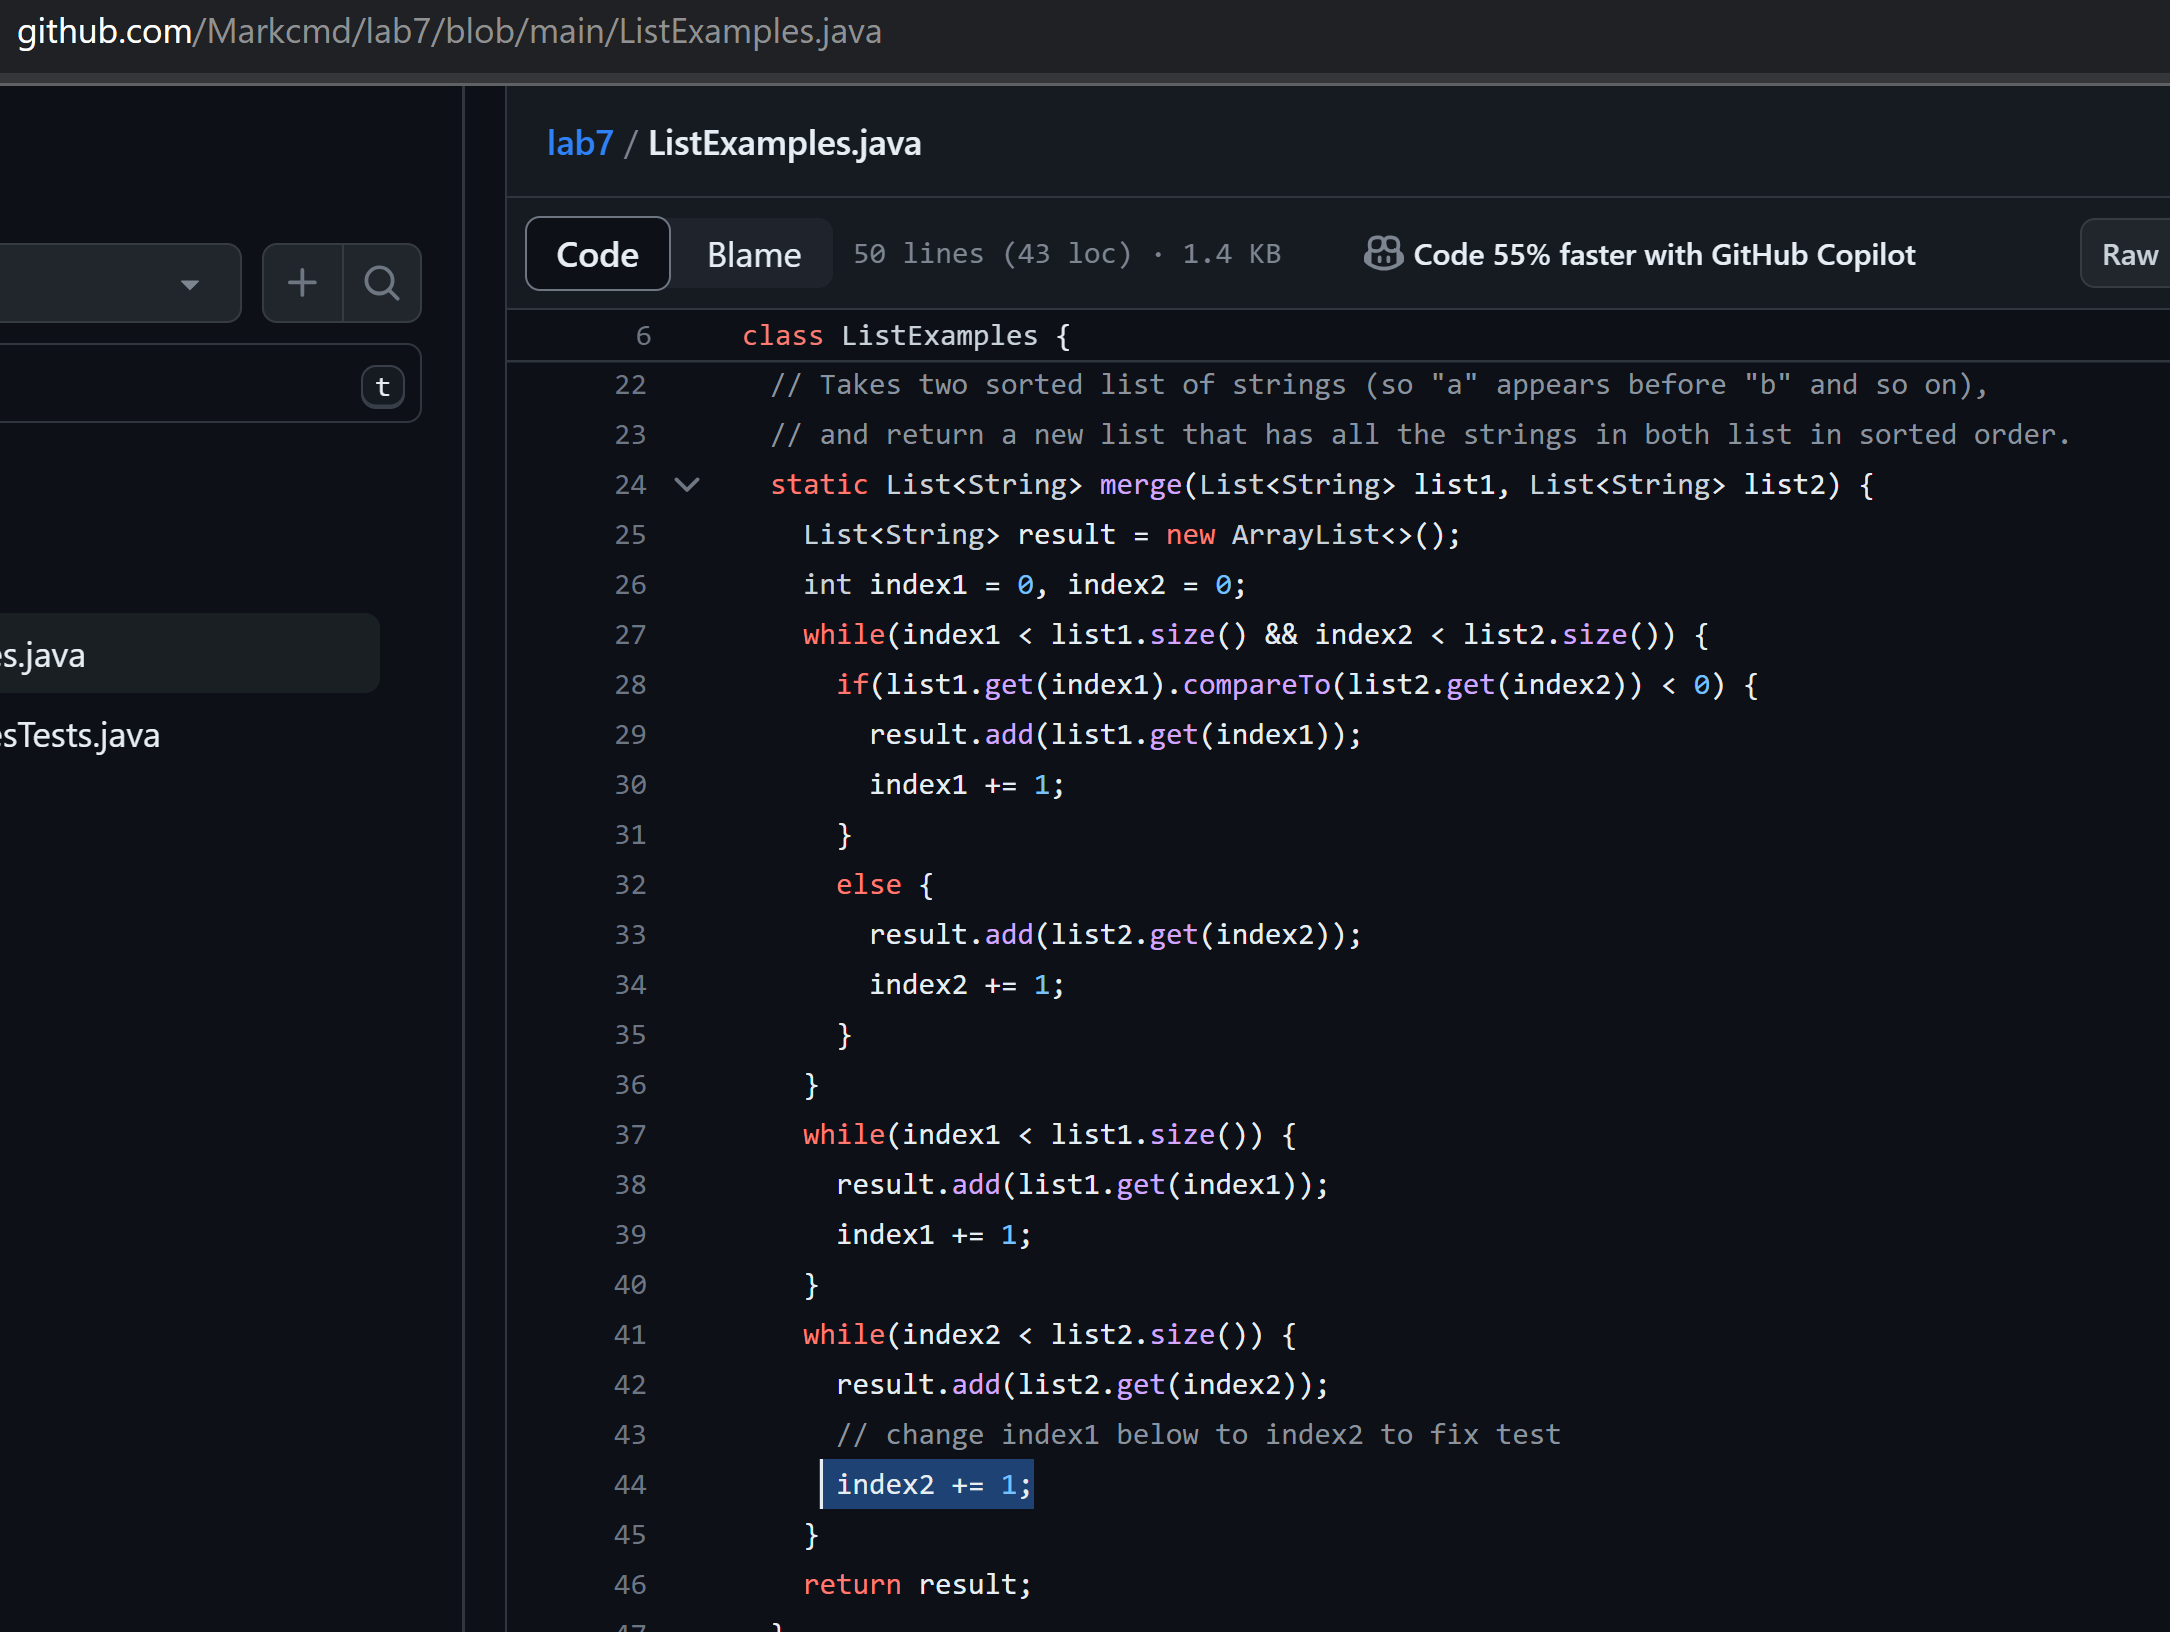 github.com/Markcmd/lab7/blob/main/ListExamples.java
lab7 / ListExamples.java
Code Blame 50 lines (43 loc) · 1.4 KB Code 55% faster with GitHub Copilot Raw
t
es.java
esTests.java
6 class ListExamples {
22 // Takes two sorted list of strings (so "a" appears before "b" and so on),
23 // and return a new list that has all the strings in both list in sorted order.
24 static List<String> merge(List<String> list1, List<String> list2) {
25 List<String> result = new ArrayList<>();
26 int index1 = 0, index2 = 0;
27 while(index1 < list1.size() && index2 < list2.size()) {
28 if(list1.get(index1).compareTo(list2.get(index2)) < 0) {
29 result.add(list1.get(index1));
30 index1 += 1;
31 }
32 else {
33 result.add(list2.get(index2));
34 index2 += 1;
35 }
36 }
37 while(index1 < list1.size()) {
38 result.add(list1.get(index1));
39 index1 += 1;
40 }
41 while(index2 < list2.size()) {
42 result.add(list2.get(index2));
43 // change index1 below to index2 to fix test
44 index2 += 1;
45 }
46 return result;
47 }